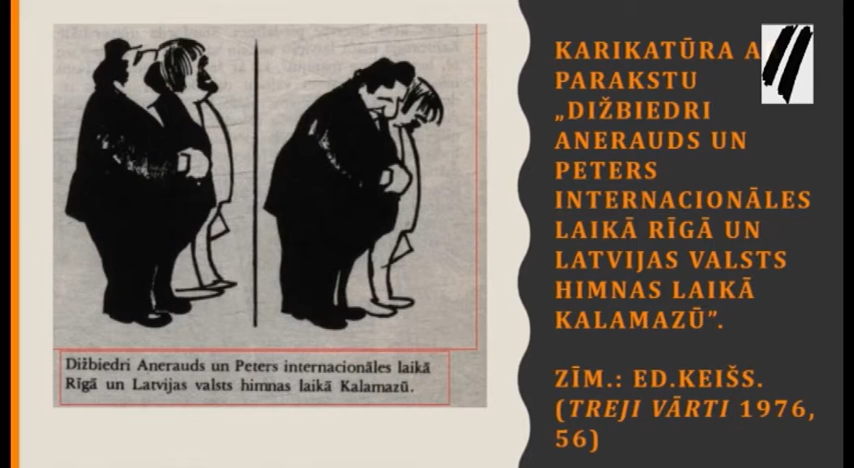 Dižbiedri Anerauds un Peters internacionāles laikā
Rīgā un Latvijas valsts himnas laikā Kalamazū.
KARIKATŪRA
PARAKSTU
„DIŽBIEDRI
ANERAUDS UN
PETERS
INTERNACIONĀLES
LAIKĀ RĪGĀ UN
LATVIJAS VALSTS
HIMNAS LAIKĀ
KALAMAZŪ”.
ZĪM.: ED.KEIŠS.
(TREJI VĀRTI 1976,
56)